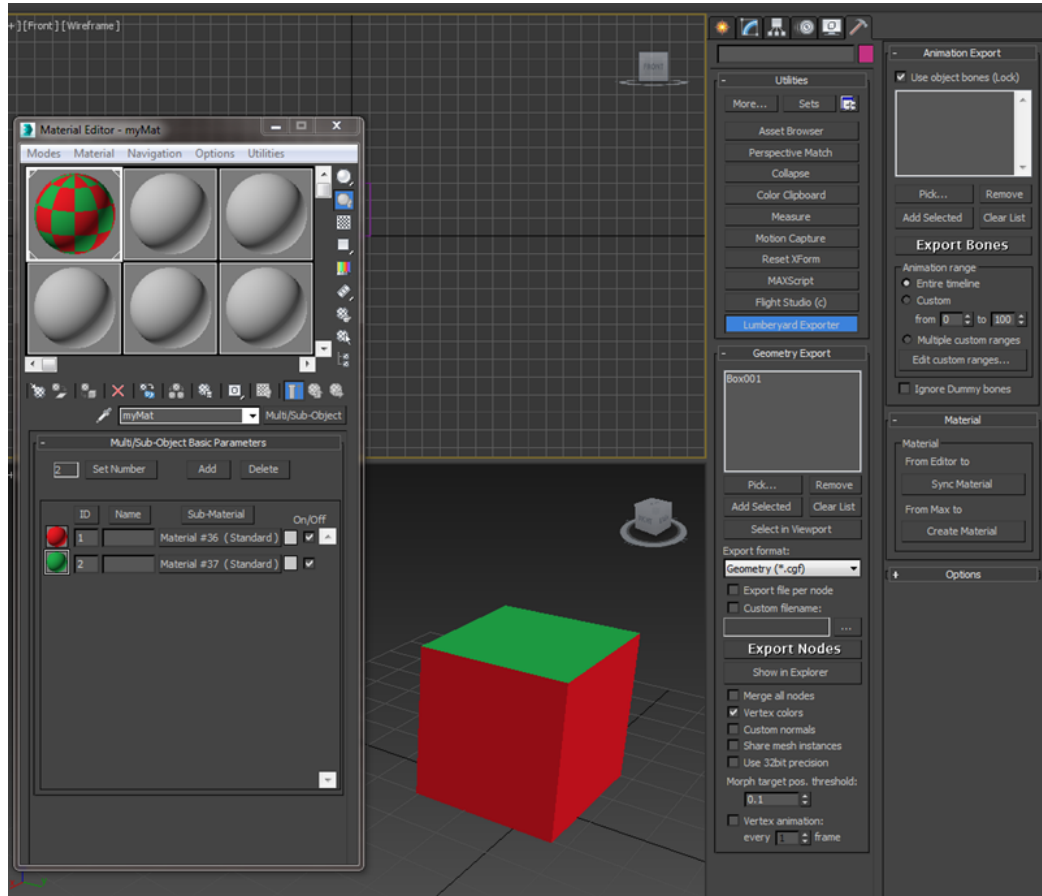 + ] [Front ] [Wireframe ]
FRONT
Material Editor - myMat
Modes Material Navigation Options Utilities
myMat
Multi/Sub-Object
- Multi/Sub-Object Basic Parameters
2 Set Number Add Delete
ID Name Sub-Material On/Off
1 Material #36 ( Standard )
2 Material #37 ( Standard )
- Utilities
More... Sets
Asset Browser
Perspective Match
Collapse
Color Clipboard
Measure
Motion Capture
Reset XForm
MAXScript
Flight Studio (c)
Lumberyard Exporter
- Geometry Export
Box001
Pick... Remove
Add Selected Clear List
Select in Viewport
Export format:
Geometry (*.cgf)
Export file per node
Custom filename:
...
Export Nodes
Show in Explorer
Merge all nodes
Vertex colors
Custom normals
Share mesh instances
Use 32bit precision
Morph target pos. threshold:
0.1
Vertex animation:
every 1 frame
- Animation Export
Use object bones (Lock)
Pick... Remove
Add Selected Clear List
Export Bones
Animation range
Entire timeline
Custom
from 0 to 100
Multiple custom ranges
Edit custom ranges...
Ignore Dummy bones
- Material
Material
From Editor to
Sync Material
From Max to
Create Material
+ Options